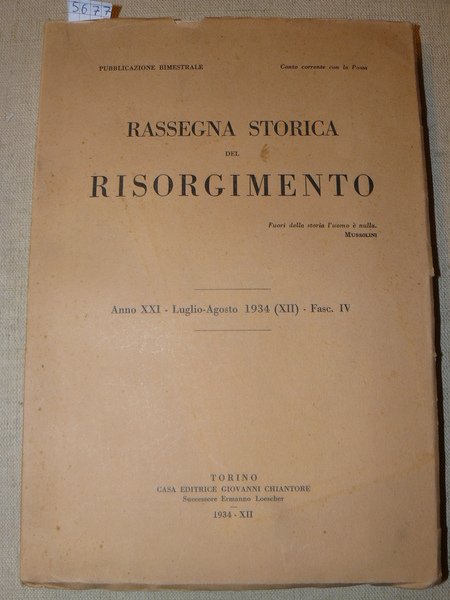 5677
PUBBLICAZIONE BIMESTRALE Conto corrente con la Posta
RASSEGNA STORICA
DEL
RISORGIMENTO
Fuori della storia l'uomo è nulla.
MUSSOLINI
Anno XXI - Luglio-Agosto 1934 (XII) - Fasc. IV
TORINO
CASA EDITRICE GIOVANNI CHIANTORE
Successore Ermanno Loescher
1934 - XII